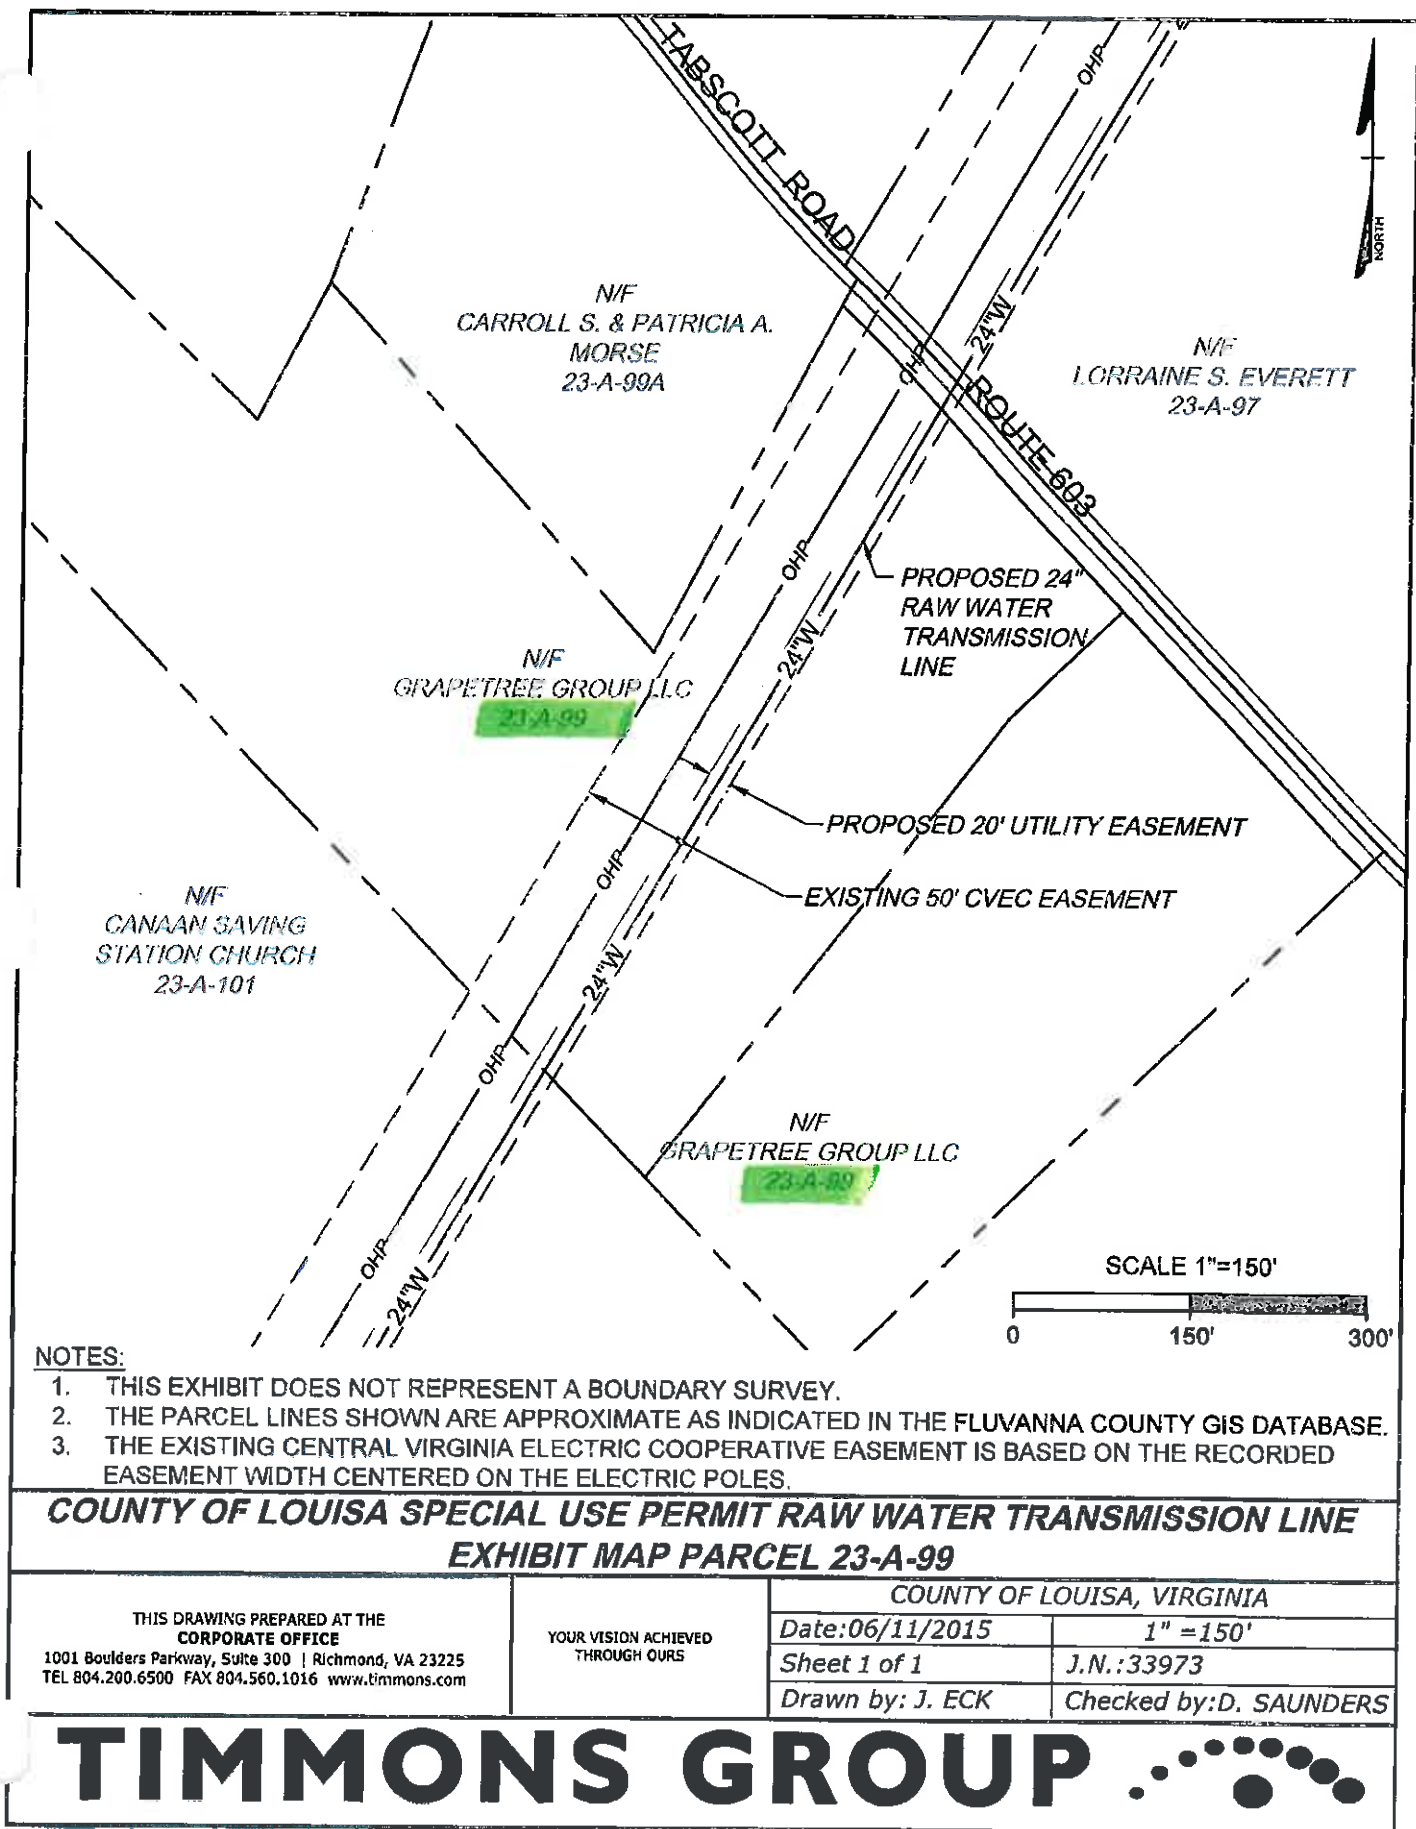 TABSCOTT ROAD
OHP
NORTH
N/F
CARROLL S. & PATRICIA A.
MORSE
23-A-99A
24"W
N/F
LORRAINE S. EVERETT
23-A-97
OHP
ROUTE 603
OHP
PROPOSED 24"
RAW WATER
TRANSMISSION
LINE
24"W
N/F
GRAPETREE GROUP LLC
23-A-99
PROPOSED 20' UTILITY EASEMENT
OHP
EXISTING 50' CVEC EASEMENT
N/F
CANAAN SAVING
STATION CHURCH
23-A-101
24"W
OHP
N/F
GRAPETREE GROUP LLC
23-A-99
OHP
24"W
SCALE 1"=150'
0 150' 300'
NOTES:
1. THIS EXHIBIT DOES NOT REPRESENT A BOUNDARY SURVEY.
2. THE PARCEL LINES SHOWN ARE APPROXIMATE AS INDICATED IN THE FLUVANNA COUNTY GIS DATABASE.
3. THE EXISTING CENTRAL VIRGINIA ELECTRIC COOPERATIVE EASEMENT IS BASED ON THE RECORDED
EASEMENT WIDTH CENTERED ON THE ELECTRIC POLES.
COUNTY OF LOUISA SPECIAL USE PERMIT RAW WATER TRANSMISSION LINE
EXHIBIT MAP PARCEL 23-A-99
THIS DRAWING PREPARED AT THE
CORPORATE OFFICE
1001 Boulders Parkway, Suite 300 | Richmond, VA 23225
TEL 804.200.6500 FAX 804.560.1016 www.timmons.com
YOUR VISION ACHIEVED
THROUGH OURS
COUNTY OF LOUISA, VIRGINIA
Date:06/11/2015 1" =150'
Sheet 1 of 1 J.N.:33973
Drawn by: J. ECK Checked by:D. SAUNDERS
TIMMONS GROUP